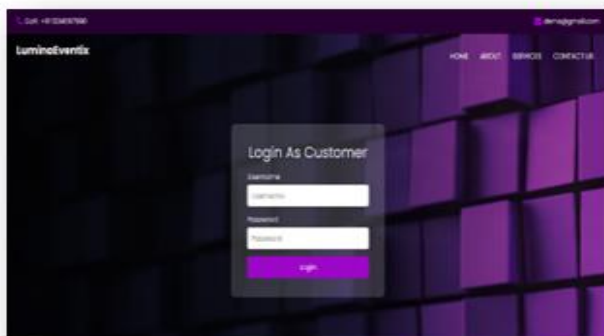 LuminoEventix
HOME ABOUT SERVICES CONTACT US
Login As Customer
Username
Username
Password
Password
Login